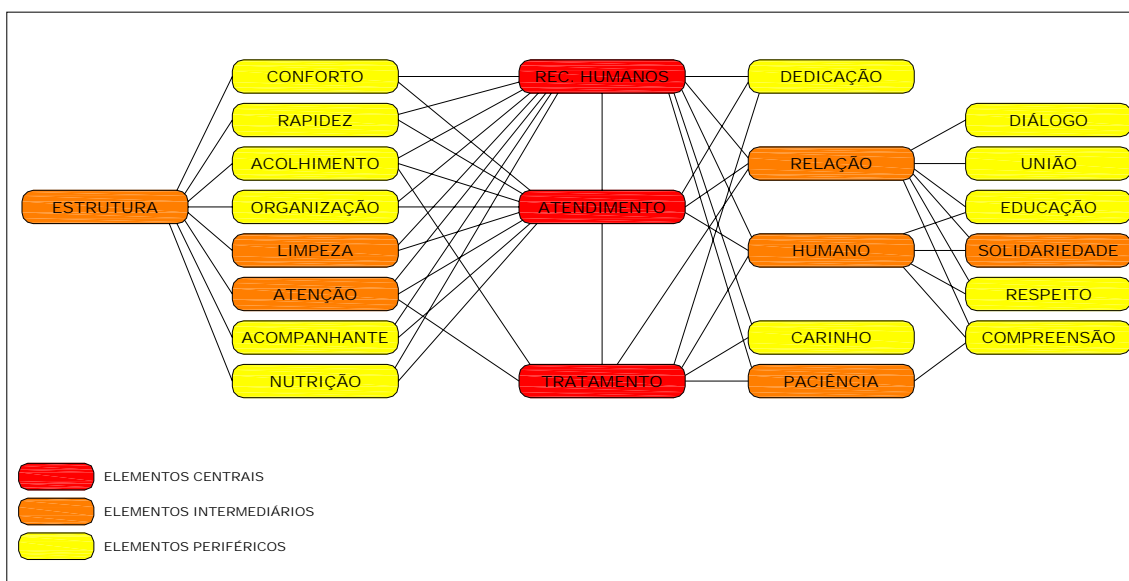 CONFORTO
REC. HUMANOS
DEDICAÇÃO
RAPIDEZ
DIÁLOGO
ACOLHIMENTO
RELAÇÃO
UNIÃO
ESTRUTURA
ORGANIZAÇÃO
ATENDIMENTO
EDUCAÇÃO
LIMPEZA
HUMANO
SOLIDARIEDADE
ATENÇÃO
RESPEITO
ACOMPANHANTE
CARINHO
COMPREENSÃO
NUTRIÇÃO
TRATAMENTO
PACIÊNCIA
ELEMENTOS CENTRAIS
ELEMENTOS INTERMEDIÁRIOS
ELEMENTOS PERIFÉRICOS